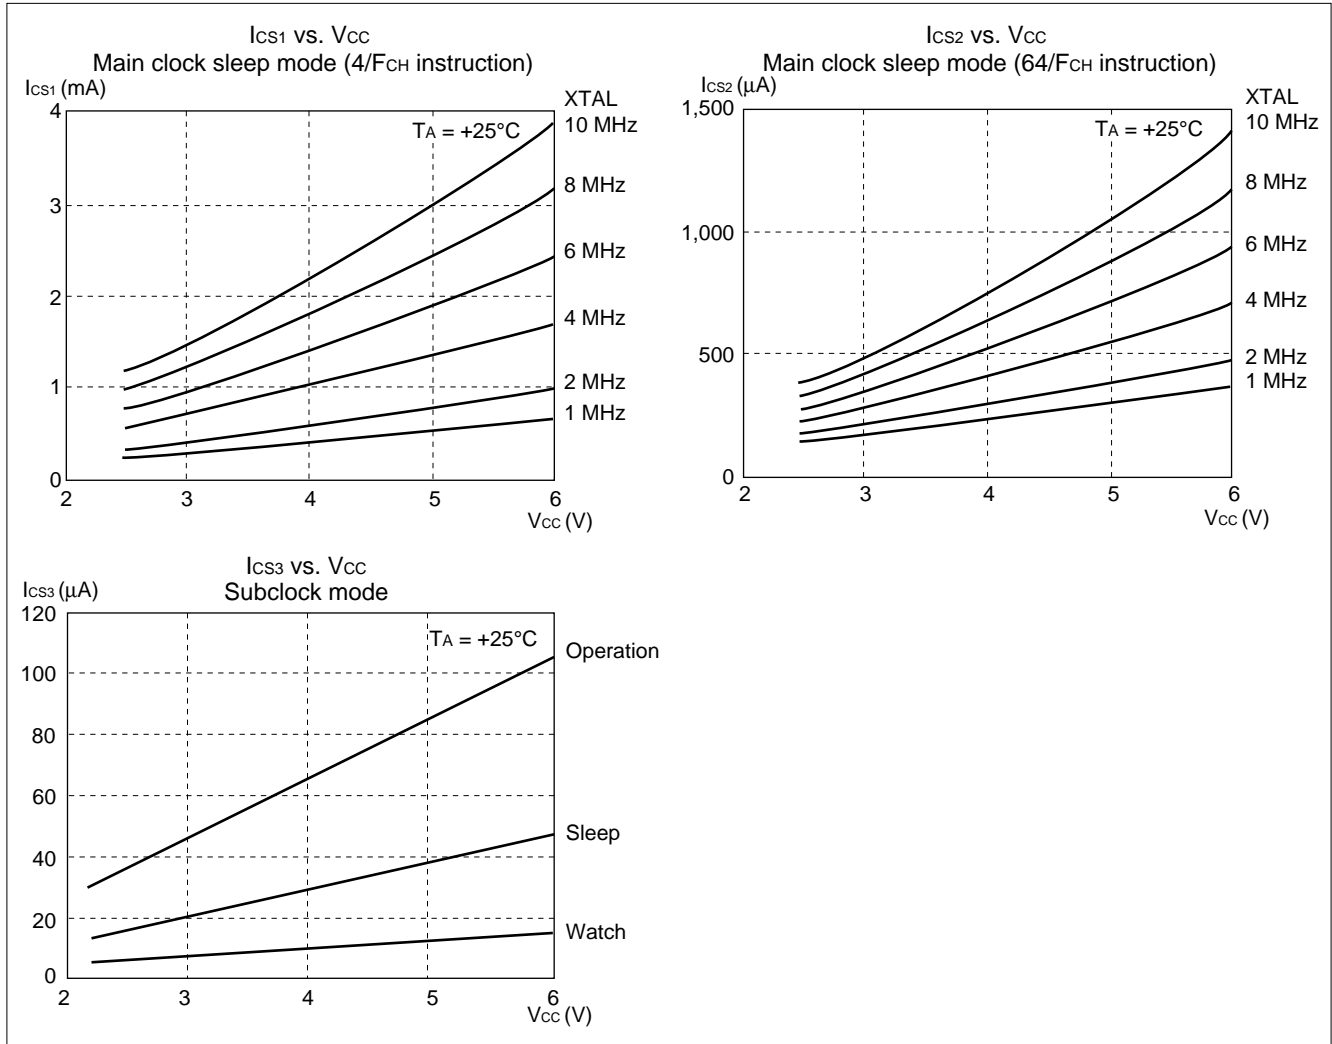 ICS1 vs. VCC
Main clock sleep mode (4/FCH instruction)
ICS1 (mA)
XTAL
TA = +25°C
10 MHz
8 MHz
6 MHz
4 MHz
2 MHz
1 MHz
4
3
2
1
0
2 3 4 5 6
VCC (V)
ICS2 vs. VCC
Main clock sleep mode (64/FCH instruction)
ICS2 (µA)
XTAL
TA = +25°C
10 MHz
8 MHz
6 MHz
4 MHz
2 MHz
1 MHz
1,500
1,000
500
0
2 3 4 5 6
VCC (V)
ICS3 vs. VCC
Subclock mode
ICS3 (µA)
TA = +25°C
Operation
Sleep
Watch
120
100
80
60
40
20
0
2 3 4 5 6
VCC (V)